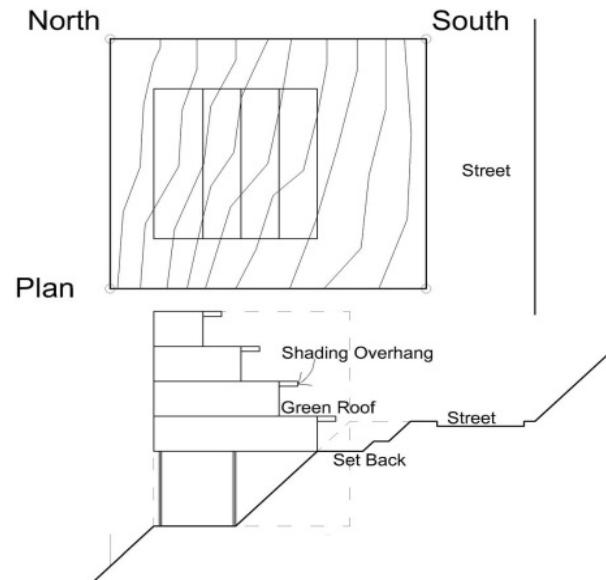 North
South
Street
Plan
Shading Overhang
Green Roof
Street
Set Back